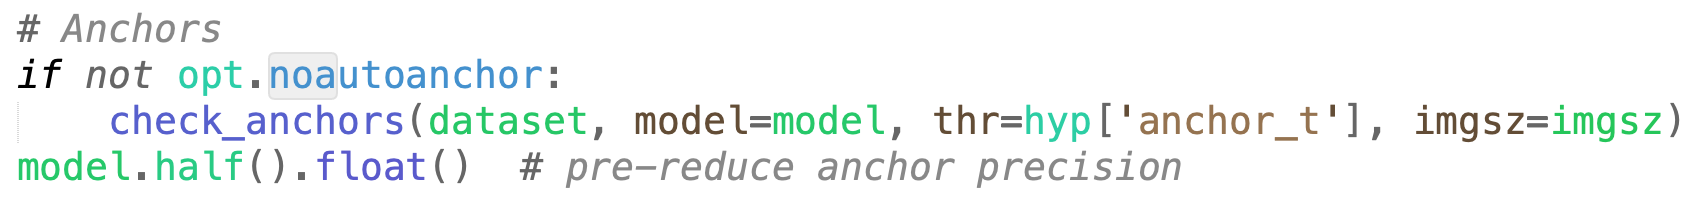 # Anchors
if not opt.noautoanchor:
    check_anchors(dataset, model=model, thr=hyp['anchor_t'], imgsz=imgsz)
model.half().float()  # pre-reduce anchor precision